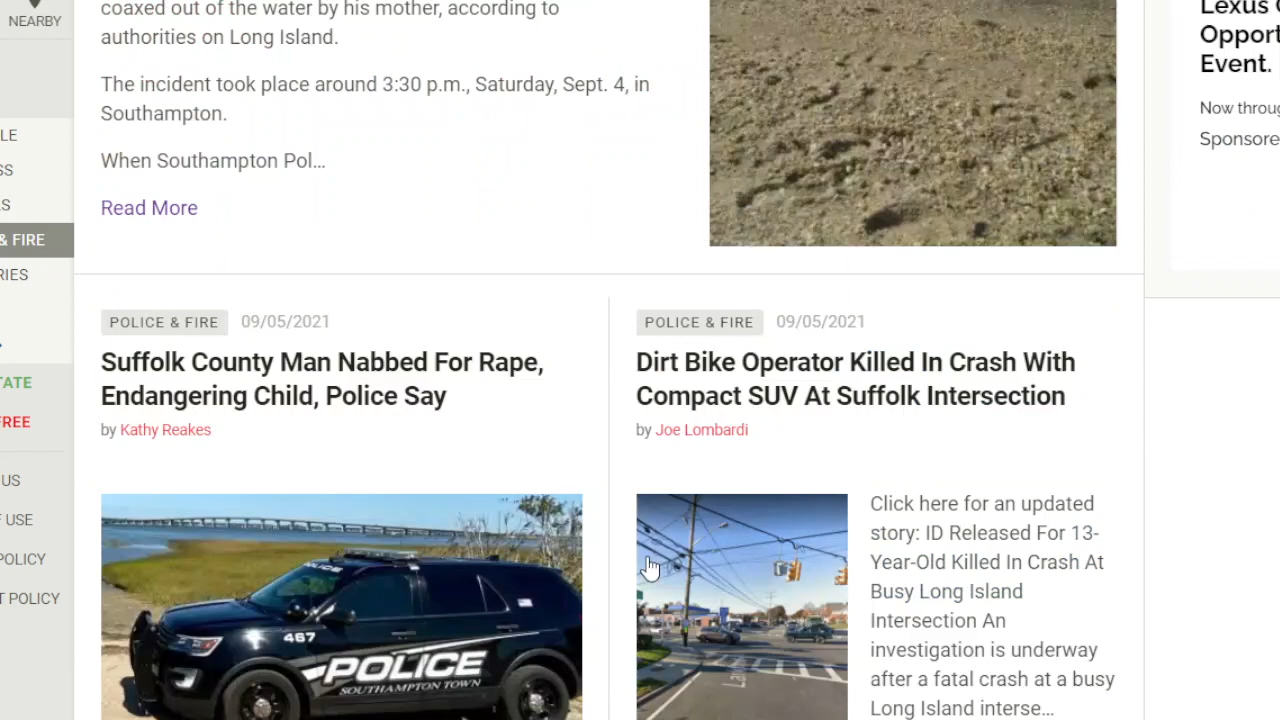 NEARBY
LE
SS
LS
& FIRE
RIES
TATE
FREE
US
F USE
POLICY
T POLICY
coaxed out of the water by his mother, according to
authorities on Long Island.
The incident took place around 3:30 p.m., Saturday, Sept. 4, in
Southampton.
When Southampton Pol...
Read More
POLICE & FIRE 09/05/2021
Suffolk County Man Nabbed For Rape,
Endangering Child, Police Say
by Kathy Reakes
POLICE
467
POLICE
SOUTHAMPTON TOWN
POLICE & FIRE 09/05/2021
Dirt Bike Operator Killed In Crash With
Compact SUV At Suffolk Intersection
by Joe Lombardi
Click here for an updated
story: ID Released For 13-
Year-Old Killed In Crash At
Busy Long Island
Intersection An
investigation is underway
after a fatal crash at a busy
Long Island interse...
Lexus
Opport
Event.
Now throug
Sponsore